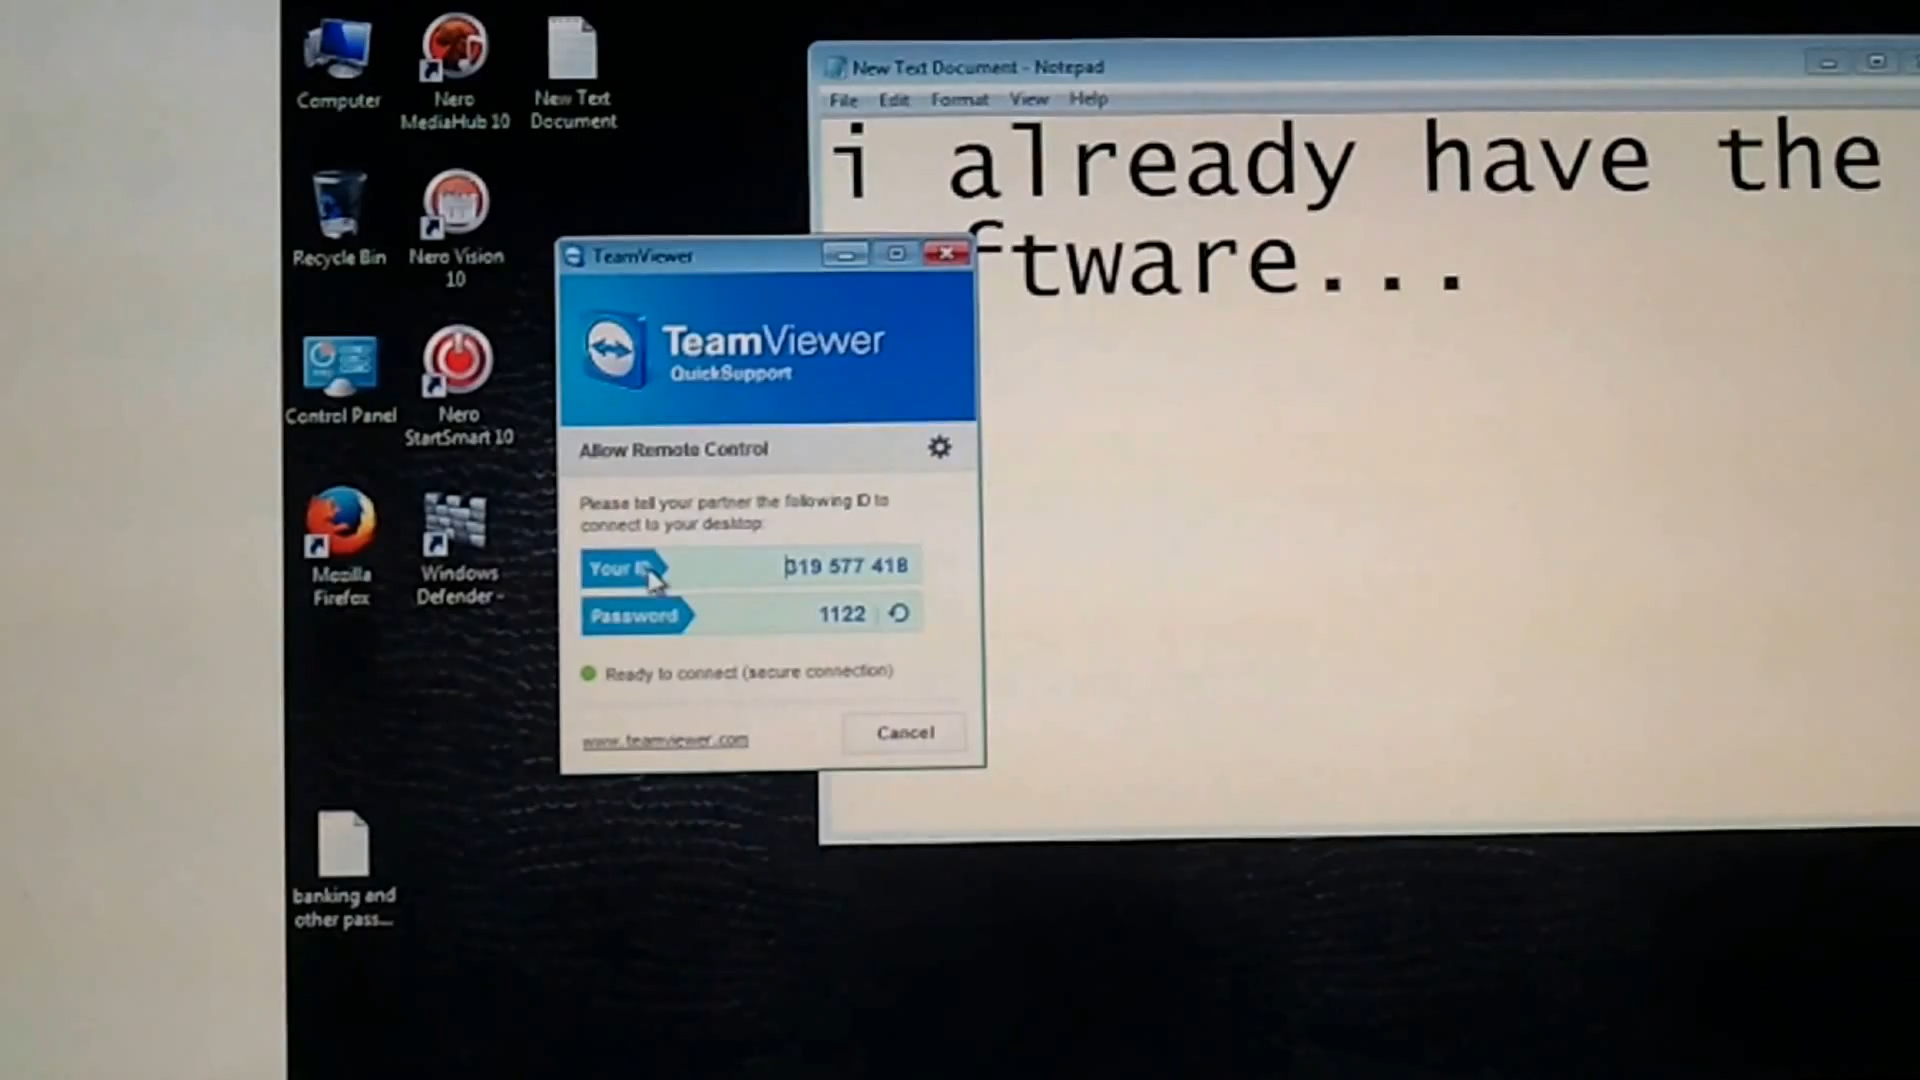 Computer
Nero
MediaHub 10
New Text
Document
Recycle Bin
Nero Vision
10
Control Panel
Nero
StartSmart 10
Mozilla
Firefox
Windows
Defender -
banking and
other pass...
New Text Document - Notepad
File Edit Format View Help
i already have the
ftware...
TeamViewer
TeamViewer
QuickSupport
Allow Remote Control
Please tell your partner the following ID to
connect to your desktop:
Your ID 319 577 418
Password 1122
Ready to connect (secure connection)
www.teamviewer.com
Cancel